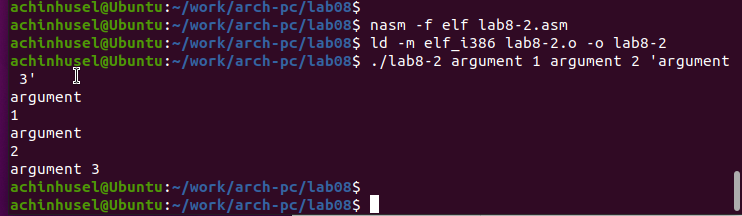 achinhusel@Ubuntu:~/work/arch-pc/lab08$
achinhusel@Ubuntu:~/work/arch-pc/lab08$ nasm -f elf lab8-2.asm
achinhusel@Ubuntu:~/work/arch-pc/lab08$ ld -m elf_i386 lab8-2.o -o lab8-2
achinhusel@Ubuntu:~/work/arch-pc/lab08$ ./lab8-2 argument 1 argument 2 'argument
 3'
argument
1
argument
2
argument 3
achinhusel@Ubuntu:~/work/arch-pc/lab08$
achinhusel@Ubuntu:~/work/arch-pc/lab08$